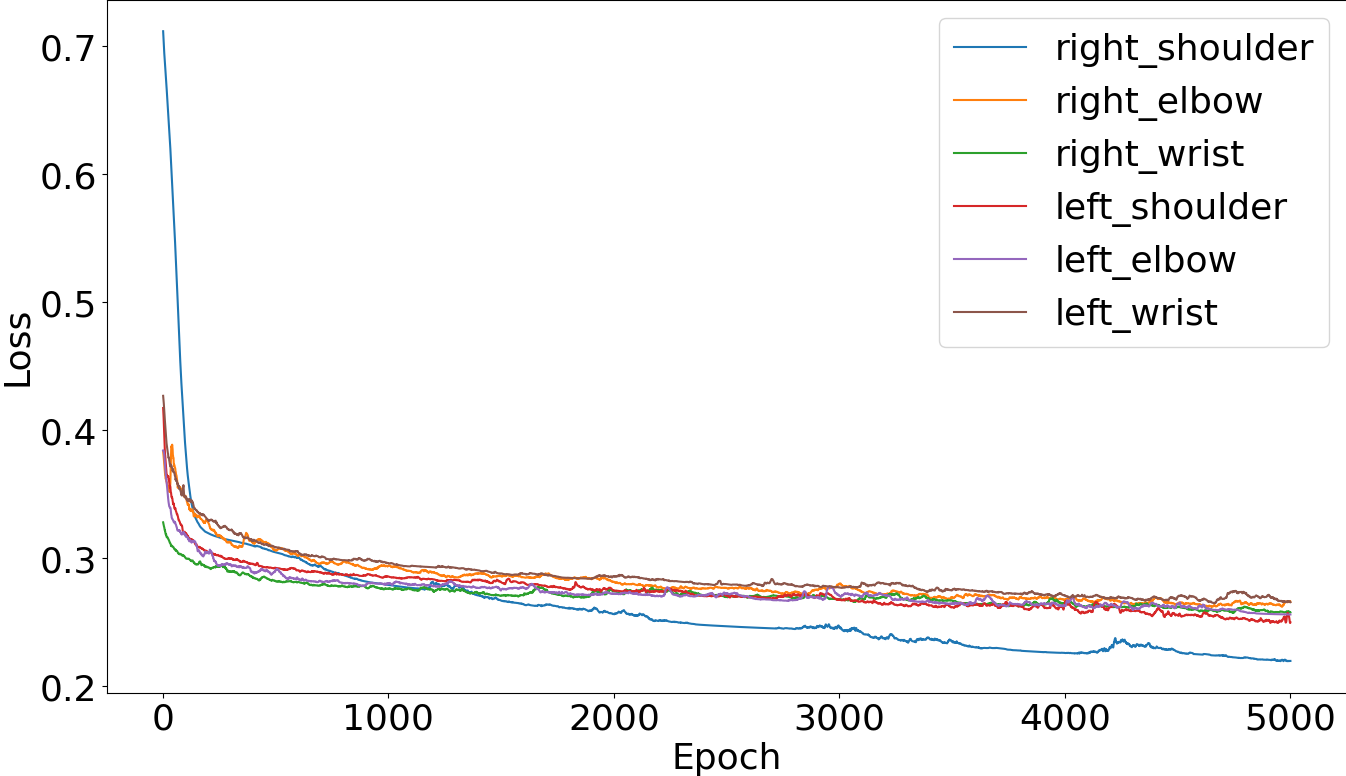 0.7
0.6
0.5
0.4
0.3
0.2
Loss
0 1000 2000 3000 4000 5000
Epoch
right_shoulder
right_elbow
right_wrist
left_shoulder
left_elbow
left_wrist